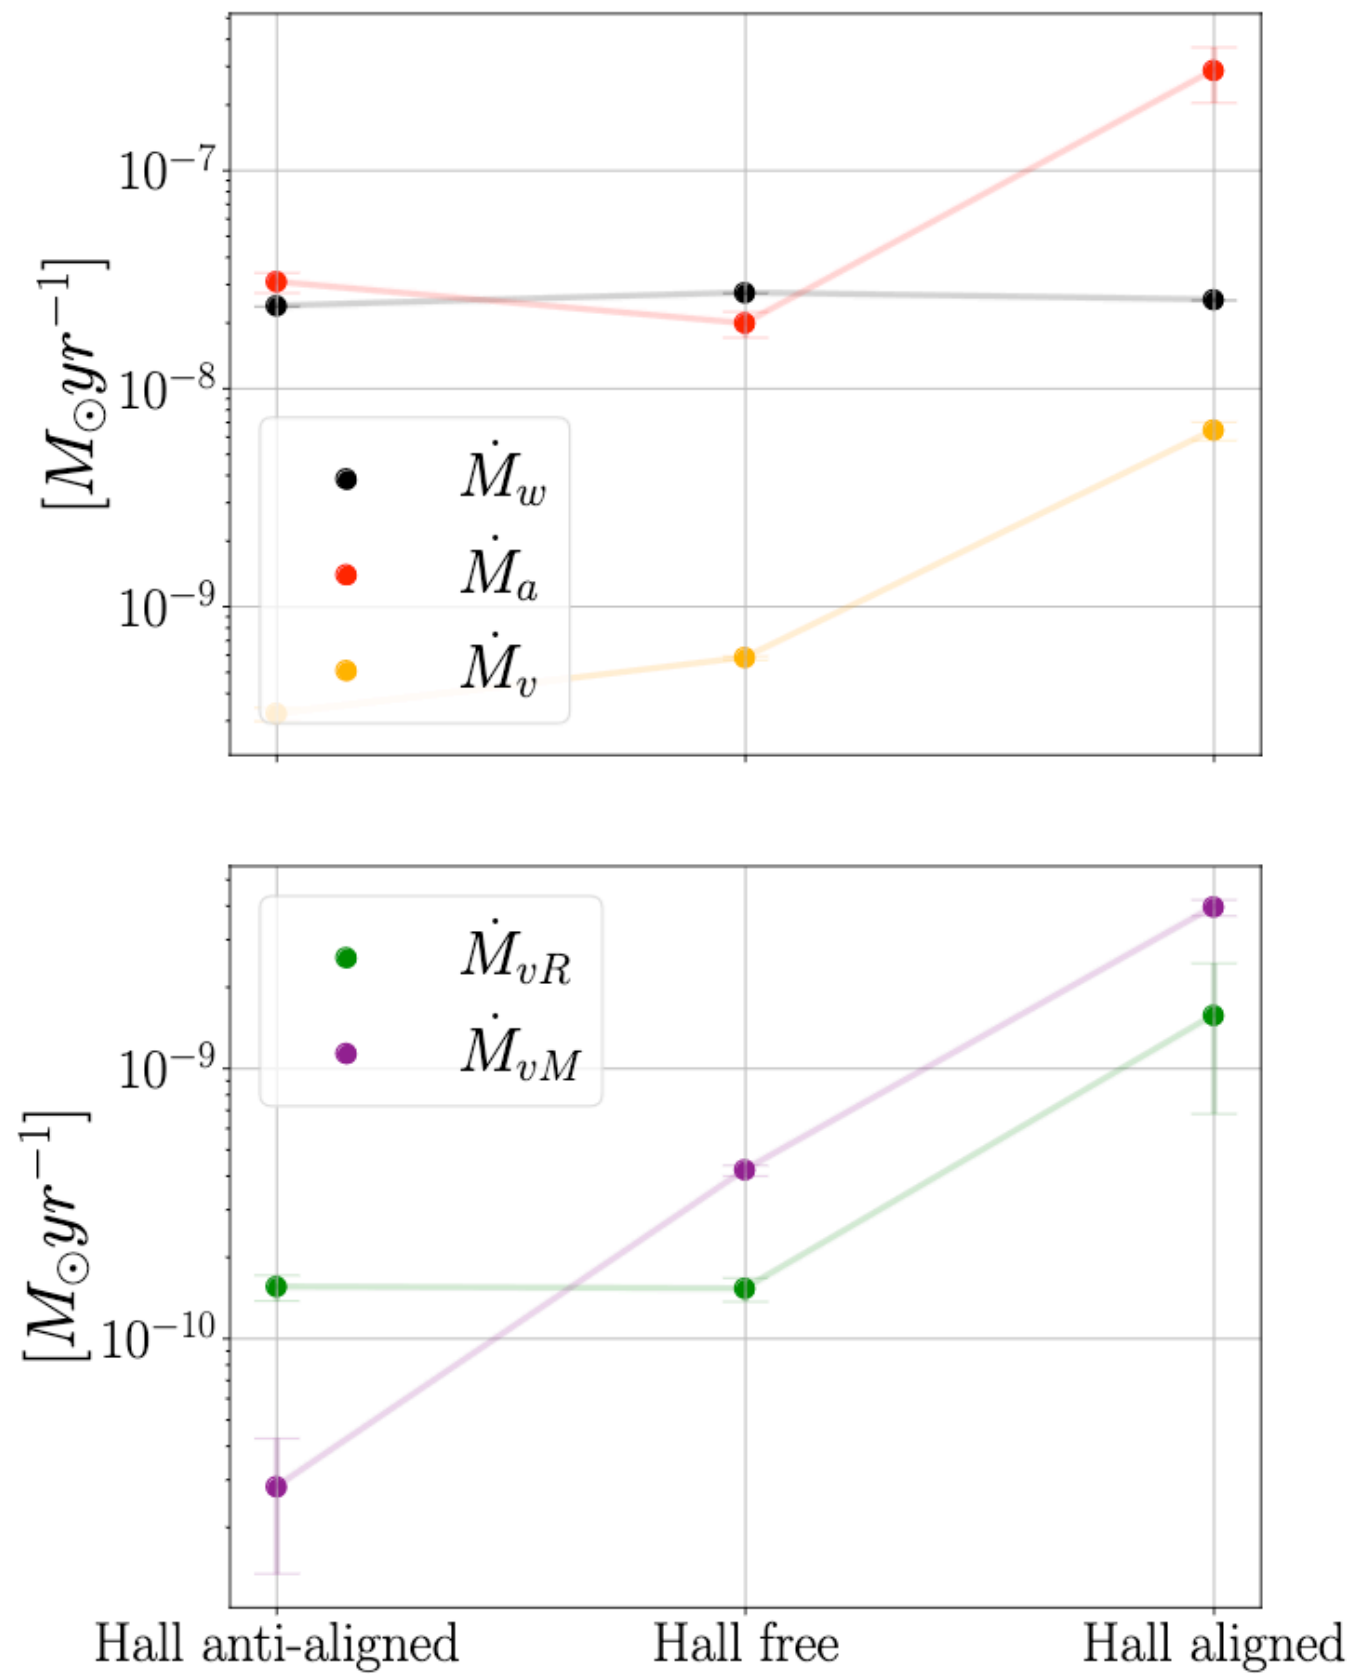 10⁻⁷
10⁻⁸
10⁻⁹
[M⊙yr⁻¹]
Ṁ_w
Ṁ_a
Ṁ_v
10⁻⁹
10⁻¹⁰
[M⊙yr⁻¹]
Ṁ_vR
Ṁ_vM
Hall anti-aligned Hall free Hall aligned